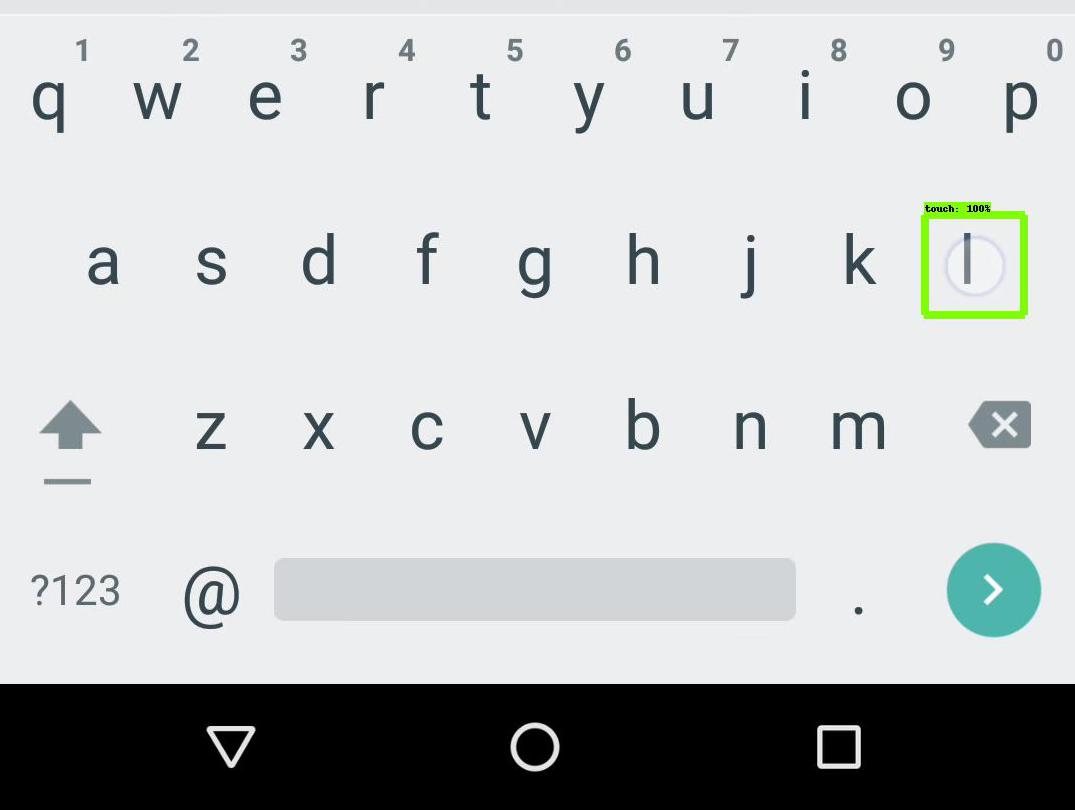 1 2 3 4 5 6 7 8 9 0
q w e r t y u i o p
touch: 100%
a s d f g h j k l
z x c v b n m
?123 @ .